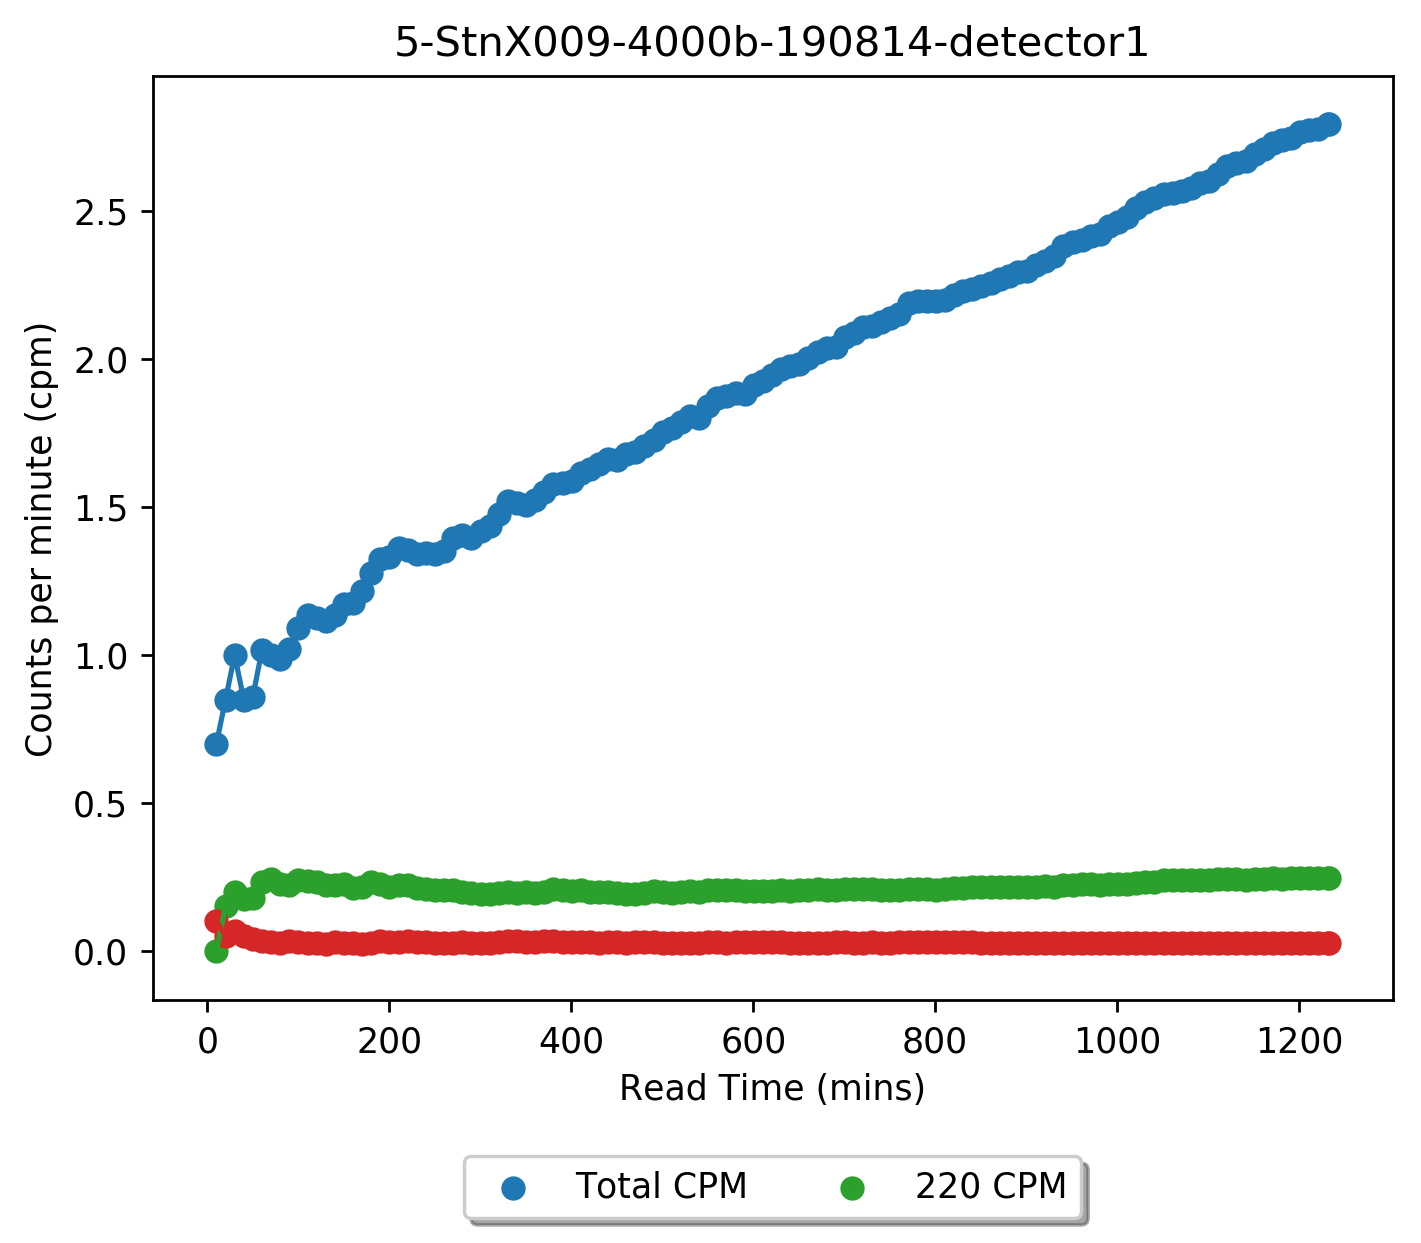 5-StnX009-4000b-190814-detector1
Counts per minute (cpm)
2.5
2.0
1.5
1.0
0.5
0.0
0 200 400 600 800 1000 1200
Read Time (mins)
Total CPM 220 CPM